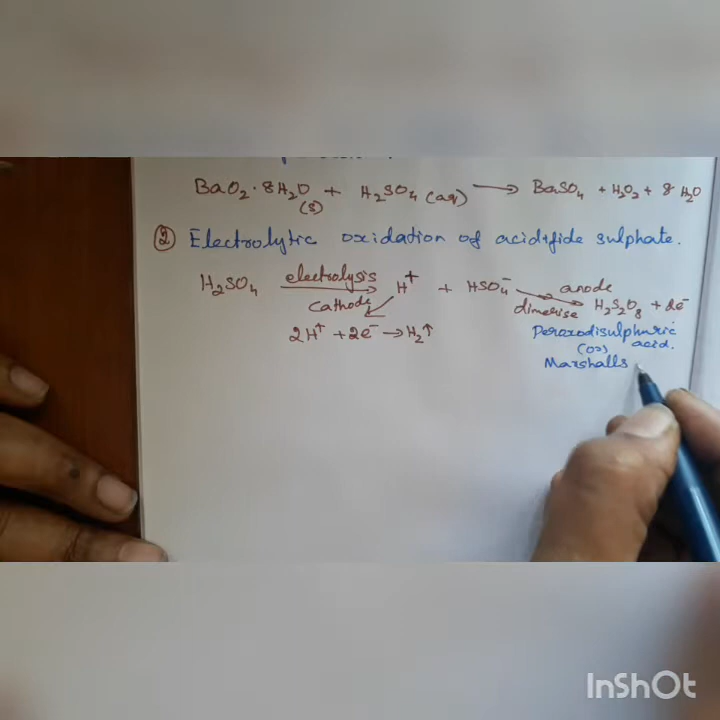 BaO₂·8H₂O(s) + H₂SO₄(aq) ⟶ BaSO₄ + H₂O₂ + 8 H₂O
② Electrolytic oxidation of acidifide sulphate.
H₂SO₄ electrolysis → H⁺ + HSO₄⁻ anode
Cathode dimerise → H₂S₂O₈ + 2e⁻
2H⁺ + 2e⁻ → H₂↑ Peroxodisulphuric acid.
(or)
Marshalls
InShOt